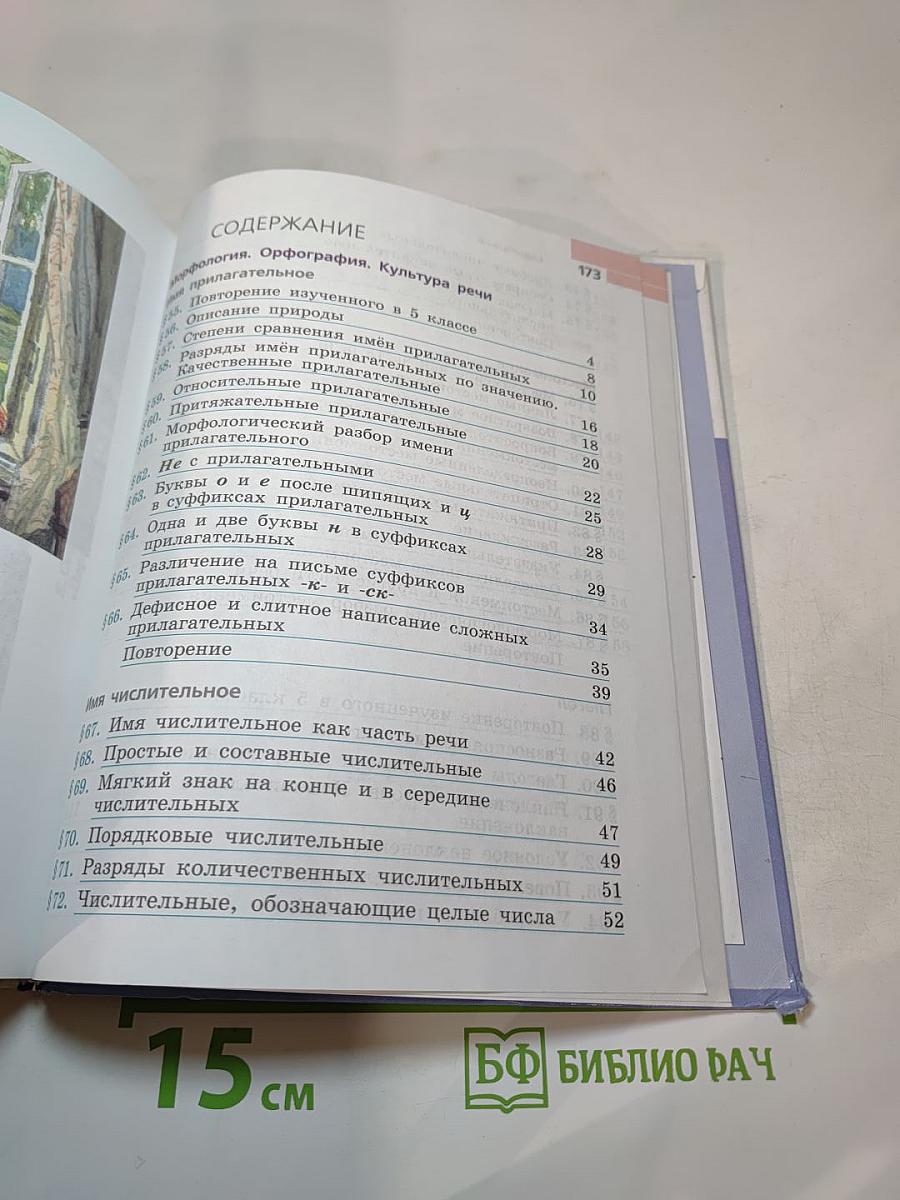 СОДЕРЖАНИЕ
173
Морфология. Орфография. Культура речи
Имя прилагательное
§ 55. Повторение изученного в 5 классе 4
§ 56. Описание природы 8
§ 57. Степени сравнения имён прилагательных 10
§ 58. Разряды имён прилагательных по значению.
Качественные прилагательные 16
§ 59. Относительные прилагательные 18
§ 60. Притяжательные прилагательные 20
§ 61. Морфологический разбор имени
прилагательного 22
§ 62. Не с прилагательными 25
§ 63. Буквы о и е после шипящих и ц
в суффиксах прилагательных 28
§ 64. Одна и две буквы н в суффиксах
прилагательных 29
§ 65. Различение на письме суффиксов
прилагательных -к- и -ск- 34
§ 66. Дефисное и слитное написание сложных
прилагательных 35
Повторение 39
Имя числительное
§ 67. Имя числительное как часть речи 42
§ 68. Простые и составные числительные 46
§ 69. Мягкий знак на конце и в середине
числительных 47
§ 70. Порядковые числительные 49
§ 71. Разряды количественных числительных 51
§ 72. Числительные, обозначающие целые числа 52
15 см
БФ